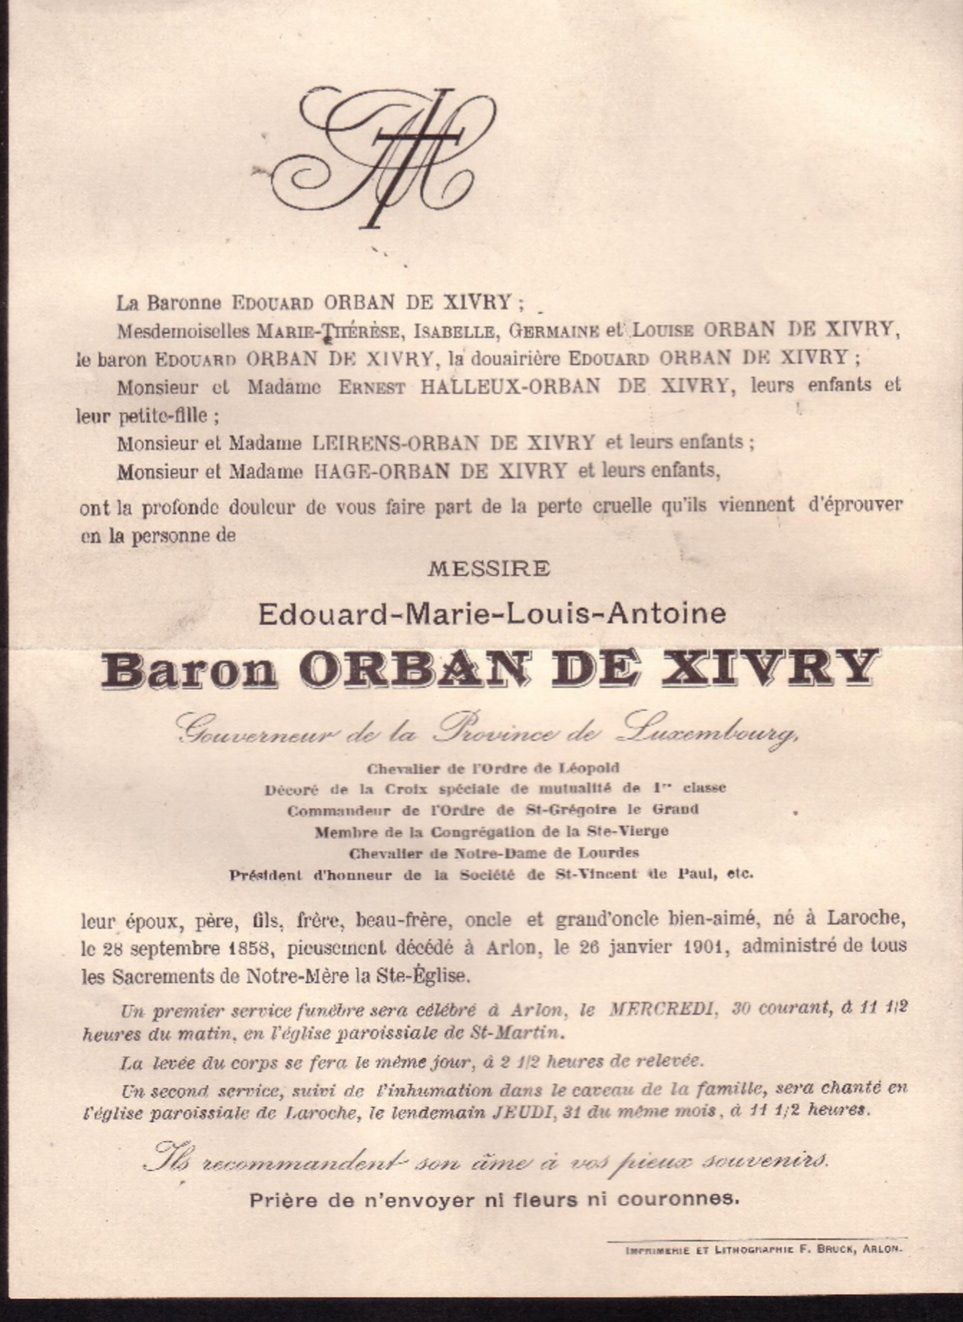 La Baronne EDOUARD ORBAN DE XIVRY ;
Mesdemoiselles MARIE-THÉRÈSE, ISABELLE, GERMAINE et LOUISE ORBAN DE XIVRY,
le baron EDOUARD ORBAN DE XIVRY, la douairière EDOUARD ORBAN DE XIVRY ;
Monsieur et Madame ERNEST HALLEUX-ORBAN DE XIVRY, leurs enfants et
leur petite-fille ;
Monsieur et Madame LEIRENS-ORBAN DE XIVRY et leurs enfants ;
Monsieur et Madame HAGE-ORBAN DE XIVRY et leurs enfants,
ont la profonde douleur de vous faire part de la perte cruelle qu'ils viennent d'éprouver
en la personne de
MESSIRE
Edouard-Marie-Louis-Antoine
Baron ORBAN DE XIVRY
Gouverneur de la Province de Luxembourg,
Chevalier de l'Ordre de Léopold
Décoré de la Croix spéciale de mutualité de 1re classe
Commandeur de l'Ordre de St-Grégoire le Grand
Membre de la Congrégation de la Ste-Vierge
Chevalier de Notre-Dame de Lourdes
Président d'honneur de la Société de St-Vincent de Paul, etc.
leur époux, père, fils, frère, beau-frère, oncle et grand'oncle bien-aimé, né à Laroche,
le 28 septembre 1858, pieusement décédé à Arlon, le 26 janvier 1901, administré de tous
les Sacrements de Notre-Mère la Ste-Église.
Un premier service funèbre sera célébré à Arlon, le MERCREDI, 30 courant, à 11 1/2
heures du matin, en l'église paroissiale de St-Martin.
La levée du corps se fera le même jour, à 2 1/2 heures de relevée.
Un second service, suivi de l'inhumation dans le caveau de la famille, sera chanté en
l'église paroissiale de Laroche, le lendemain JEUDI, 31 du même mois, à 11 1/2 heures.
Ils recommandent son âme à vos pieux souvenirs.
Prière de n'envoyer ni fleurs ni couronnes.
IMPRIMERIE ET LITHOGRAPHIE F. BRUCK, ARLON.